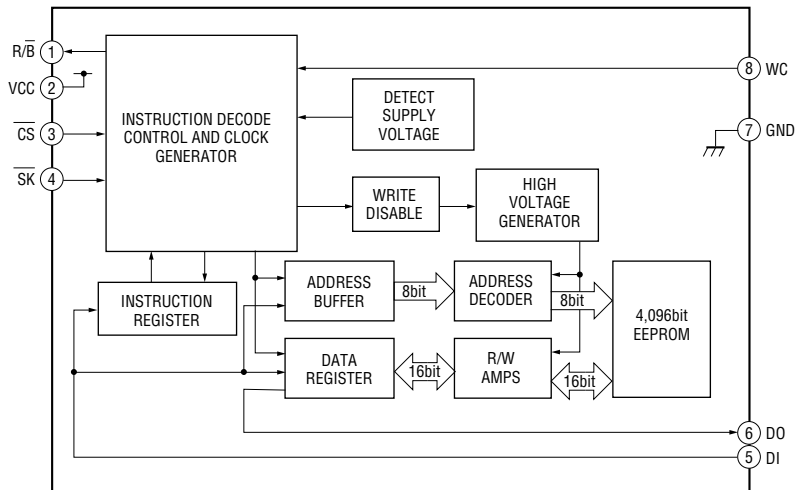 R/B̅ 1
VCC 2
C̅S̅ 3
S̅K̅ 4
INSTRUCTION DECODE
CONTROL AND CLOCK
GENERATOR
DETECT
SUPPLY
VOLTAGE
8 WC
7 GND
WRITE
DISABLE
HIGH
VOLTAGE
GENERATOR
INSTRUCTION
REGISTER
ADDRESS
BUFFER
8bit
ADDRESS
DECODER
8bit
4,096bit
EEPROM
DATA
REGISTER
16bit
R/W
AMPS
16bit
6 DO
5 DI